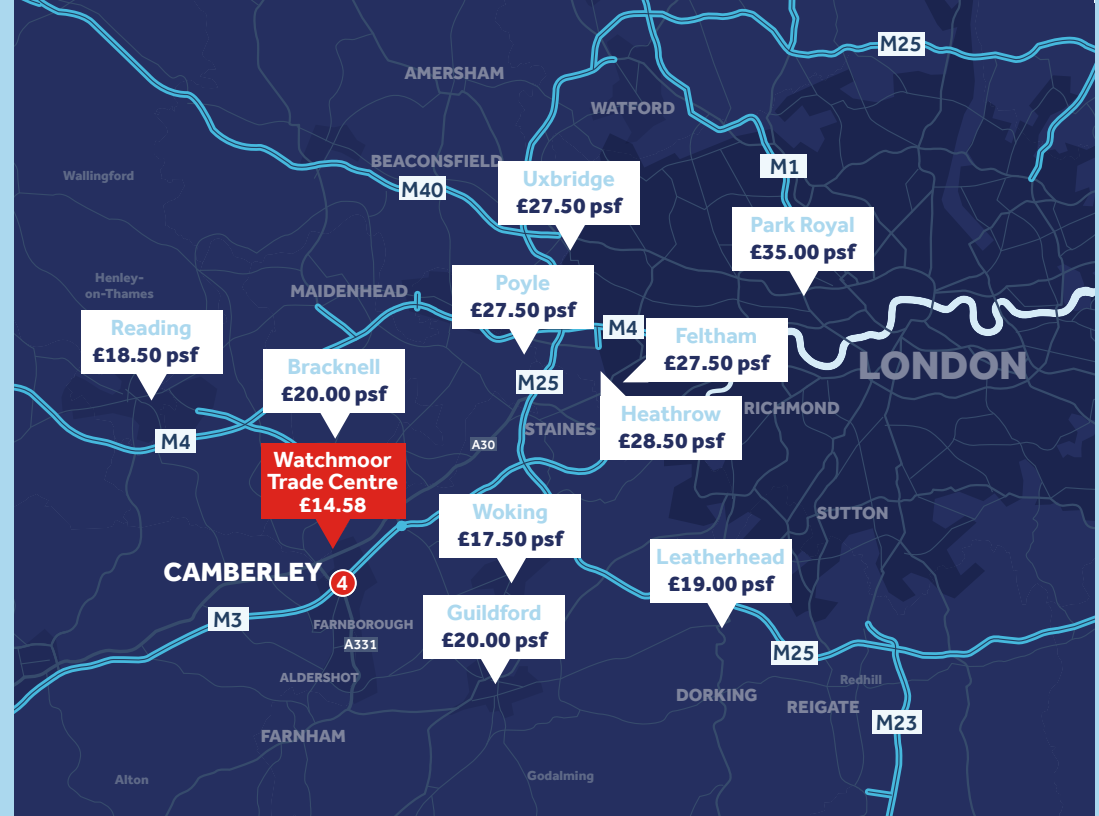 M25
AMERSHAM
WATFORD
BEACONSFIELD
M1
Wallingford
M40
Uxbridge
£27.50 psf
Park Royal
£35.00 psf
Henley-
on-Thames
MAIDENHEAD
Poyle
£27.50 psf
Reading
£18.50 psf
M4
Feltham
£27.50 psf
Bracknell
£20.00 psf
LONDON
M25
Heathrow
£28.50 psf
RICHMOND
STAINES
M4
A30
Watchmoor
Trade Centre
£14.58
Woking
£17.50 psf
SUTTON
Leatherhead
£19.00 psf
CAMBERLEY
4
M3
FARNBOROUGH
A331
Guildford
£20.00 psf
M25
ALDERSHOT
Redhill
DORKING
REIGATE
M23
FARNHAM
Alton
Godalming